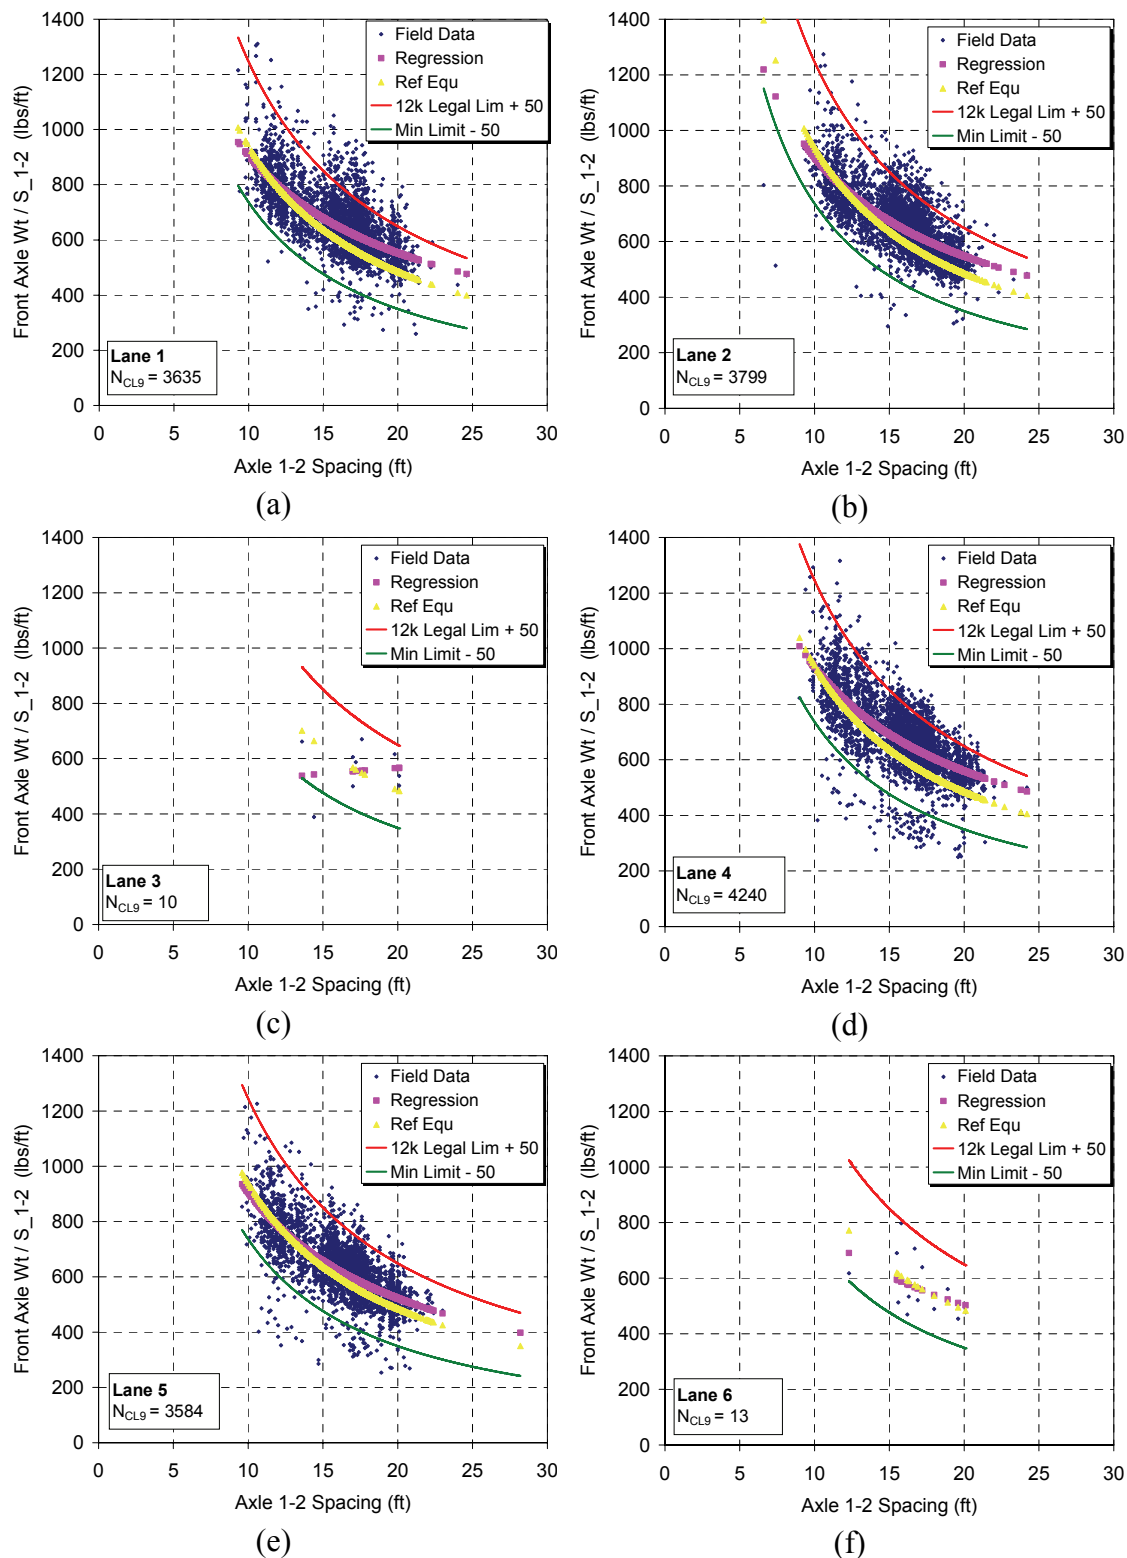 Front Axle Wt / S_1-2 (lbs/ft)
1400
1200
1000
800
600
400
200
0
Field Data
Regression
Ref Equ
12k Legal Lim + 50
Min Limit - 50
Lane 1
N_CL9 = 3635
0 5 10 15 20 25 30
Axle 1-2 Spacing (ft)
(a)
Front Axle Wt / S_1-2 (lbs/ft)
1400
1200
1000
800
600
400
200
0
Field Data
Regression
Ref Equ
12k Legal Lim + 50
Min Limit - 50
Lane 2
N_CL9 = 3799
0 5 10 15 20 25 30
Axle 1-2 Spacing (ft)
(b)
Front Axle Wt / S_1-2 (lbs/ft)
1400
1200
1000
800
600
400
200
0
Field Data
Regression
Ref Equ
12k Legal Lim + 50
Min Limit - 50
Lane 3
N_CL9 = 10
0 5 10 15 20 25 30
Axle 1-2 Spacing (ft)
(c)
Front Axle Wt / S_1-2 (lbs/ft)
1400
1200
1000
800
600
400
200
0
Field Data
Regression
Ref Equ
12k Legal Lim + 50
Min Limit - 50
Lane 4
N_CL9 = 4240
0 5 10 15 20 25 30
Axle 1-2 Spacing (ft)
(d)
Front Axle Wt / S_1-2 (lbs/ft)
1400
1200
1000
800
600
400
200
0
Field Data
Regression
Ref Equ
12k Legal Lim + 50
Min Limit - 50
Lane 5
N_CL9 = 3584
0 5 10 15 20 25 30
Axle 1-2 Spacing (ft)
(e)
Front Axle Wt / S_1-2 (lbs/ft)
1400
1200
1000
800
600
400
200
0
Field Data
Regression
Ref Equ
12k Legal Lim + 50
Min Limit - 50
Lane 6
N_CL9 = 13
0 5 10 15 20 25 30
Axle 1-2 Spacing (ft)
(f)